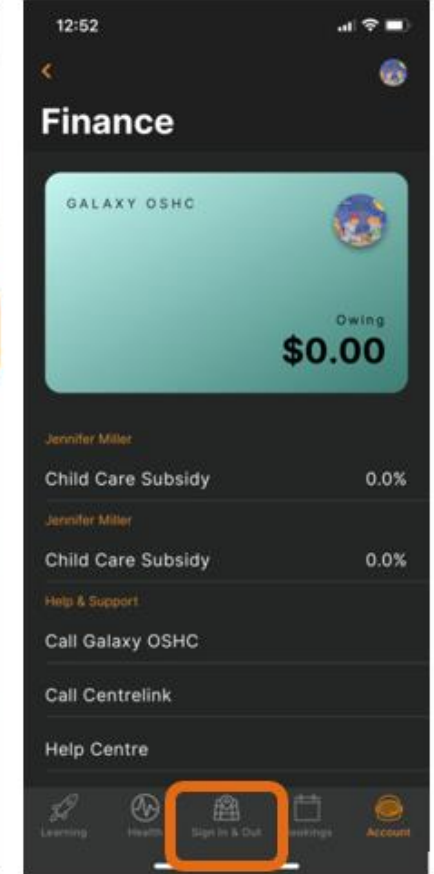 12:52
Finance
GALAXY OSHC
Owing
$0.00
Jennifer Miller
Child Care Subsidy 0.0%
Jennifer Miller
Child Care Subsidy 0.0%
Help & Support
Call Galaxy OSHC
Call Centrelink
Help Centre
Learning Health Sign In & Out Bookings Account